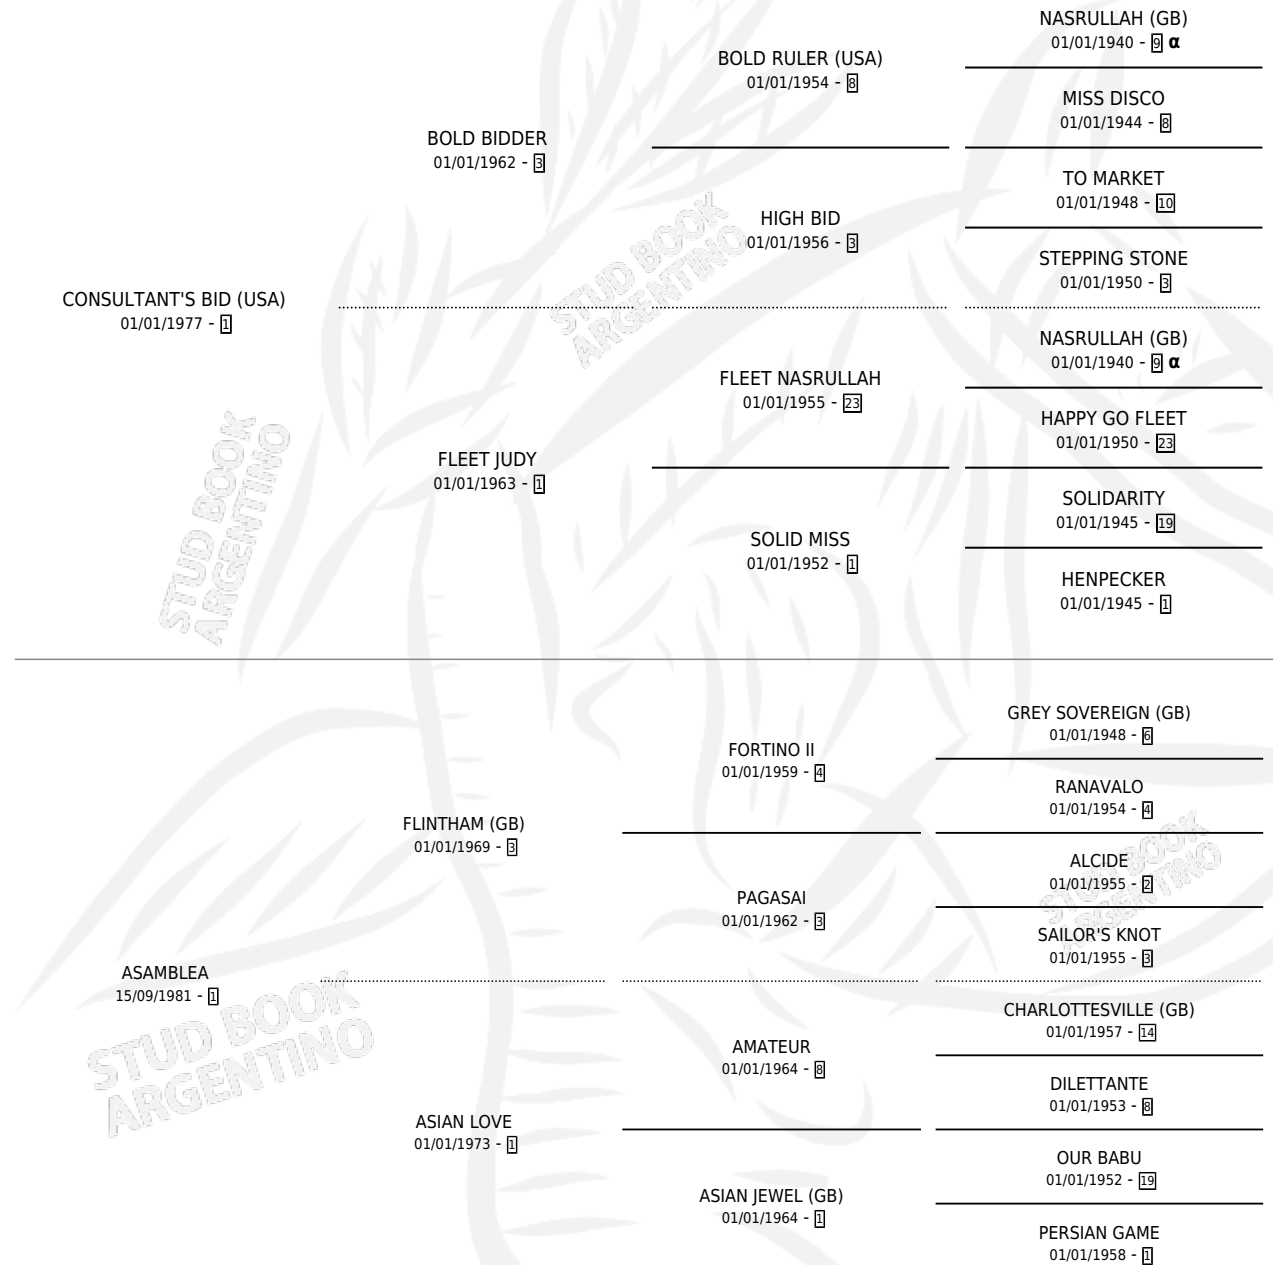 NASRULLAH (GB)
01/01/1940 - 9 α
BOLD RULER (USA)
01/01/1954 - 8
MISS DISCO
01/01/1944 - 8
BOLD BIDDER
01/01/1962 - 3
TO MARKET
01/01/1948 - 10
HIGH BID
01/01/1956 - 3
STEPPING STONE
01/01/1950 - 3
STUD BOOK
ARGENTINO
CONSULTANT'S BID (USA)
01/01/1977 - 1
NASRULLAH (GB)
01/01/1940 - 9 α
FLEET NASRULLAH
01/01/1955 - 23
HAPPY GO FLEET
01/01/1950 - 23
FLEET JUDY
01/01/1963 - 1
SOLIDARITY
01/01/1945 - 19
SOLID MISS
01/01/1952 - 1
HENPECKER
01/01/1945 - 1
STUD BOOK
ARGENTINO
GREY SOVEREIGN (GB)
01/01/1948 - 6
FORTINO II
01/01/1959 - 4
RANAVALO
01/01/1954 - 4
FLINTHAM (GB)
01/01/1969 - 3
ALCIDE
01/01/1955 - 2
PAGASAI
01/01/1962 - 3
SAILOR'S KNOT
01/01/1955 - 3
STUD BOOK
ARGENTINO
ASAMBLEA
15/09/1981 - 1
CHARLOTTESVILLE (GB)
01/01/1957 - 14
AMATEUR
01/01/1964 - 8
DILETTANTE
01/01/1953 - 8
STUD BOOK
ARGENTINO
ASIAN LOVE
01/01/1973 - 1
OUR BABU
01/01/1952 - 19
ASIAN JEWEL (GB)
01/01/1964 - 1
PERSIAN GAME
01/01/1958 - 1